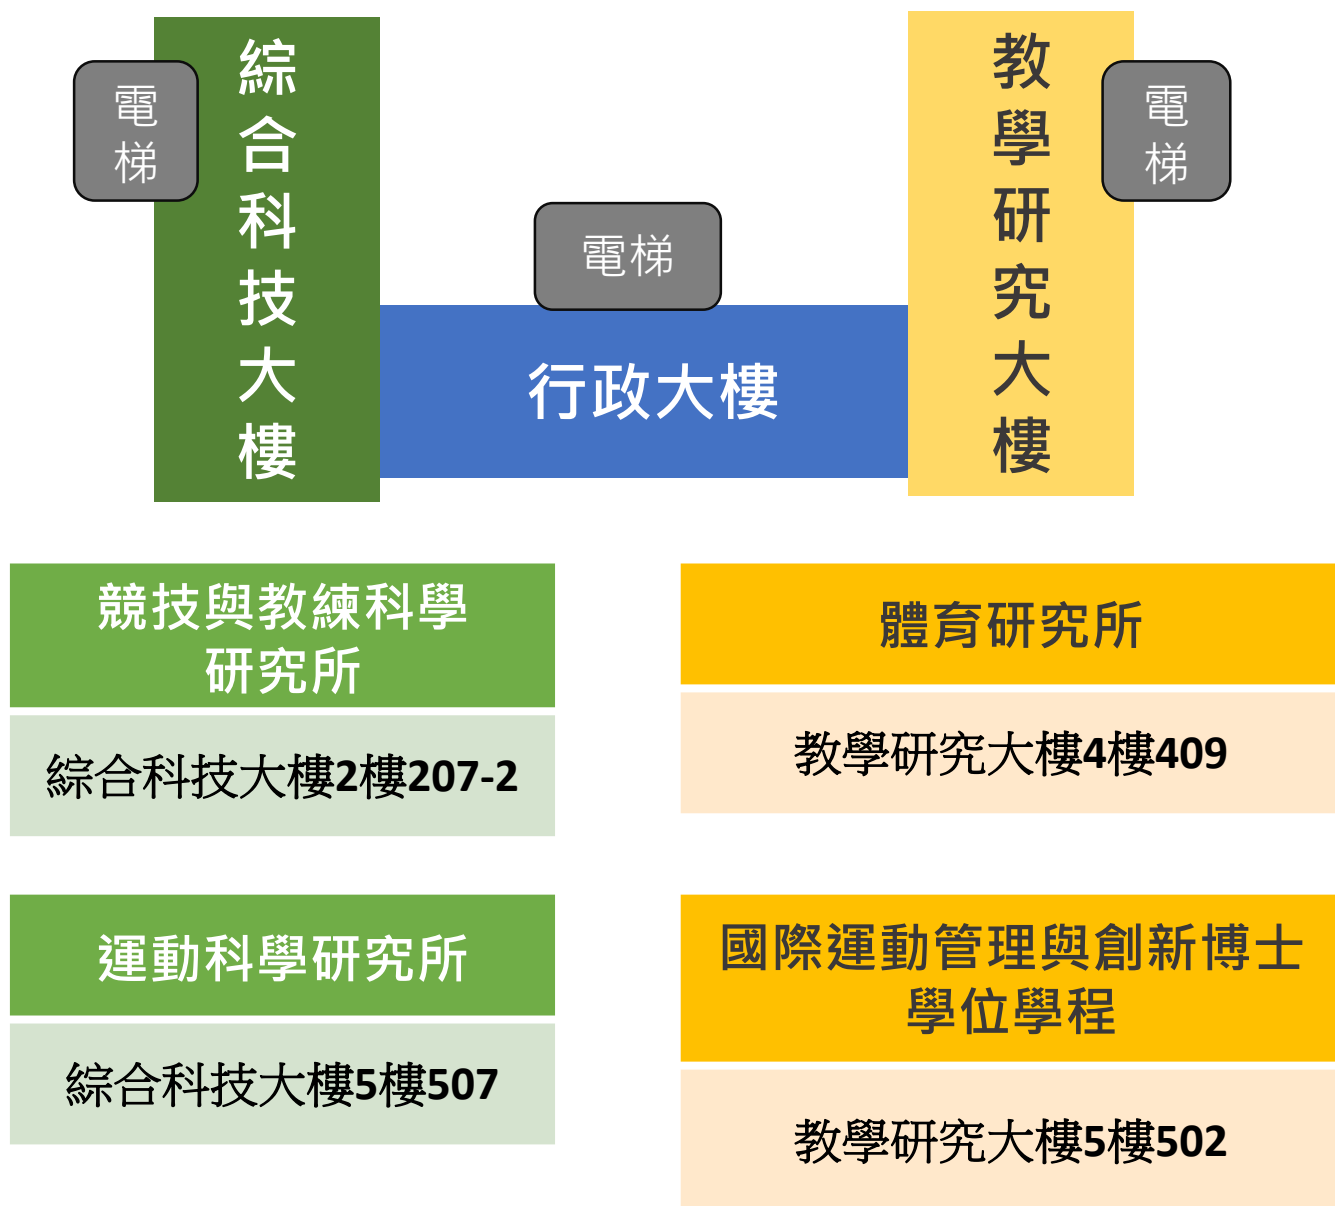 綜合科技大樓
教學研究大樓
電梯
電梯
電梯
行政大樓
競技與教練科學
研究所
綜合科技大樓2樓207-2
體育研究所
教學研究大樓4樓409
運動科學研究所
綜合科技大樓5樓507
國際運動管理與創新博士
學位學程
教學研究大樓5樓502